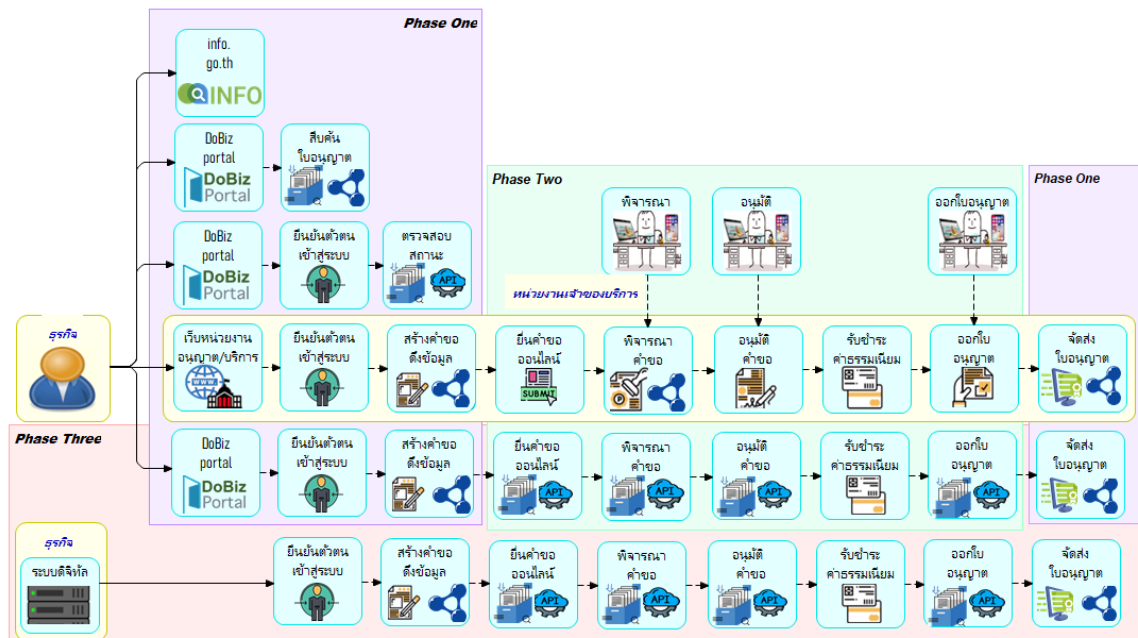 Phase One
info.
go.th
INFO
DoBiz
portal
DoBiz
Portal
สืบค้น
ใบอนุญาต
Phase Two
Phase One
พิจารณา
อนุมัติ
ออกใบอนุญาต
DoBiz
portal
DoBiz
Portal
ยืนยันตัวตน
เข้าสู่ระบบ
ตรวจสอบ
สถานะ
API
หน่วยงานเจ้าของบริการ
ธุรกิจ
เว็บหน่วยงาน
อนุญาต/บริการ
WWW.
ยืนยันตัวตน
เข้าสู่ระบบ
สร้างคำขอ
ดึงข้อมูล
ยื่นคำขอ
ออนไลน์
SUBMIT
พิจารณา
คำขอ
อนุมัติ
คำขอ
รับชำระ
ค่าธรรมเนียม
ออกใบ
อนุญาต
จัดส่ง
ใบอนุญาต
Phase Three
DoBiz
portal
DoBiz
Portal
ยืนยันตัวตน
เข้าสู่ระบบ
สร้างคำขอ
ดึงข้อมูล
ยื่นคำขอ
ออนไลน์
API
พิจารณา
คำขอ
API
อนุมัติ
คำขอ
API
รับชำระ
ค่าธรรมเนียม
ออกใบ
อนุญาต
API
จัดส่ง
ใบอนุญาต
ธุรกิจ
ระบบดิจิทัล
ยืนยันตัวตน
เข้าสู่ระบบ
สร้างคำขอ
ดึงข้อมูล
ยื่นคำขอ
ออนไลน์
API
พิจารณา
คำขอ
API
อนุมัติ
คำขอ
API
รับชำระ
ค่าธรรมเนียม
ออกใบ
อนุญาต
API
จัดส่ง
ใบอนุญาต